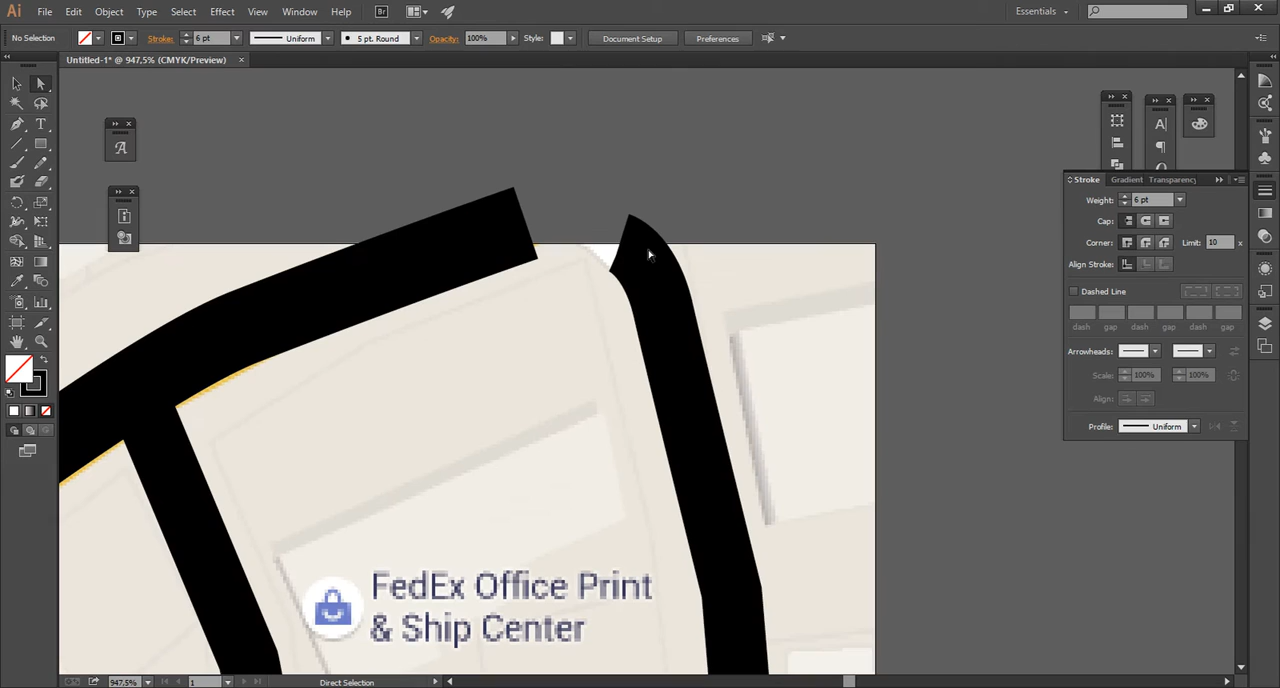 Ai File Edit Object Type Select Effect View Window Help Br Essentials
No Selection Stroke: 6 pt Uniform 5 pt. Round Opacity: 100% Style: Document Setup Preferences
Untitled-1* @ 947,5% (CMYK/Preview)
Stroke Gradient Transparency
Weight: 6 pt
Cap:
Corner: Limit: 10 x
Align Stroke:
Dashed Line
dash gap dash gap dash gap
Arrowheads:
Scale: 100% 100%
Align:
Profile: Uniform
FedEx Office Print
& Ship Center
947,5% 1 Direct Selection